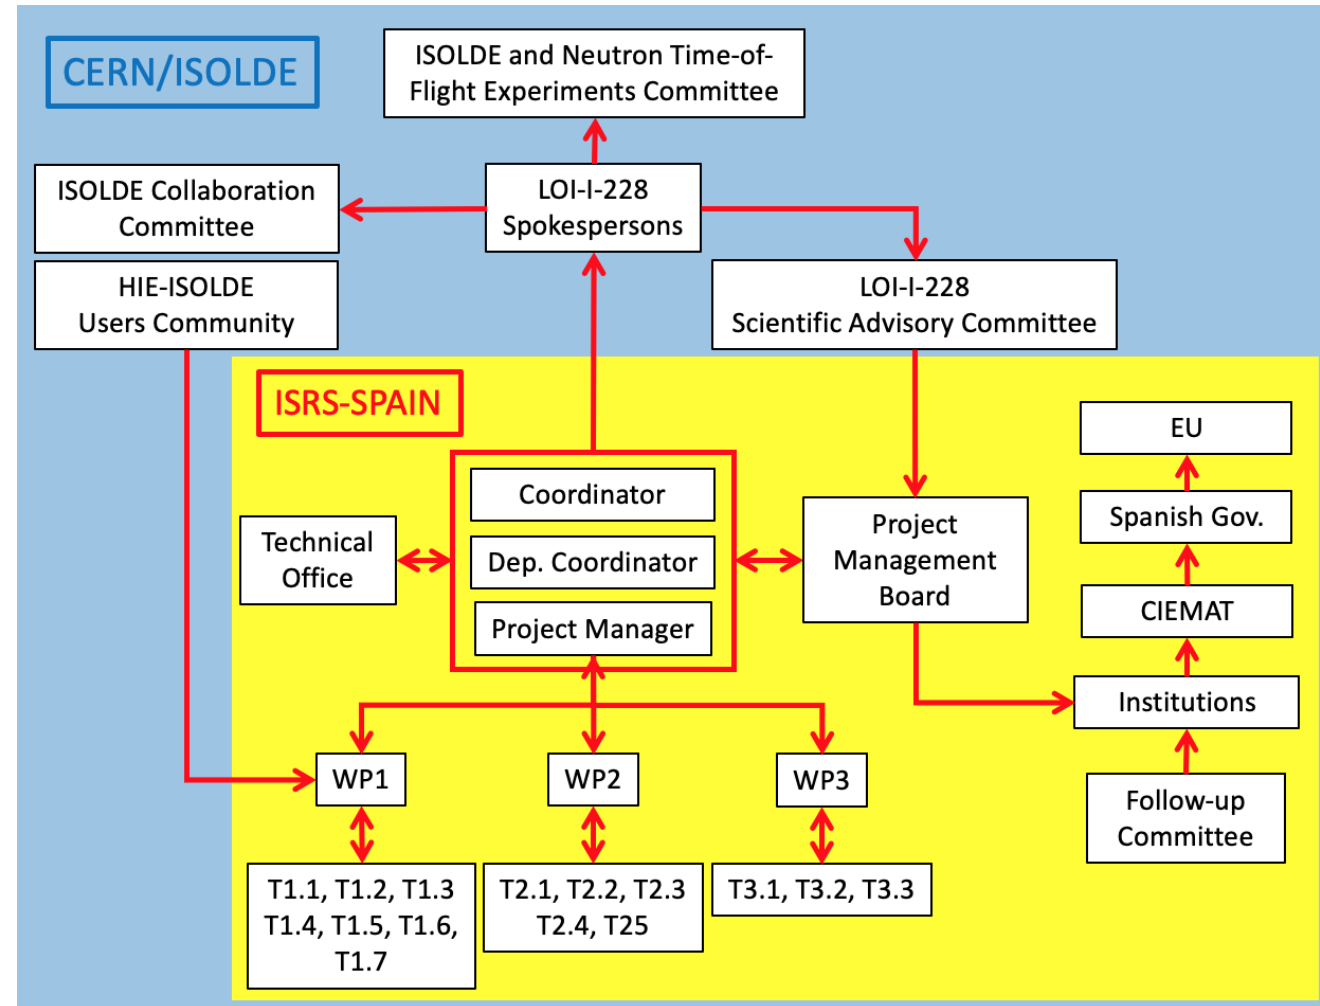 CERN/ISOLDE
ISOLDE and Neutron Time-of-
Flight Experiments Committee
ISOLDE Collaboration
Committee
LOI-I-228
Spokespersons
HIE-ISOLDE
Users Community
LOI-I-228
Scientific Advisory Committee
ISRS-SPAIN
EU
Coordinator
Spanish Gov.
Technical
Office
Dep. Coordinator
Project
Management
Board
CIEMAT
Project Manager
Institutions
WP1
WP2
WP3
Follow-up
Committee
T1.1, T1.2, T1.3
T1.4, T1.5, T1.6,
T1.7
T2.1, T2.2, T2.3
T2.4, T25
T3.1, T3.2, T3.3